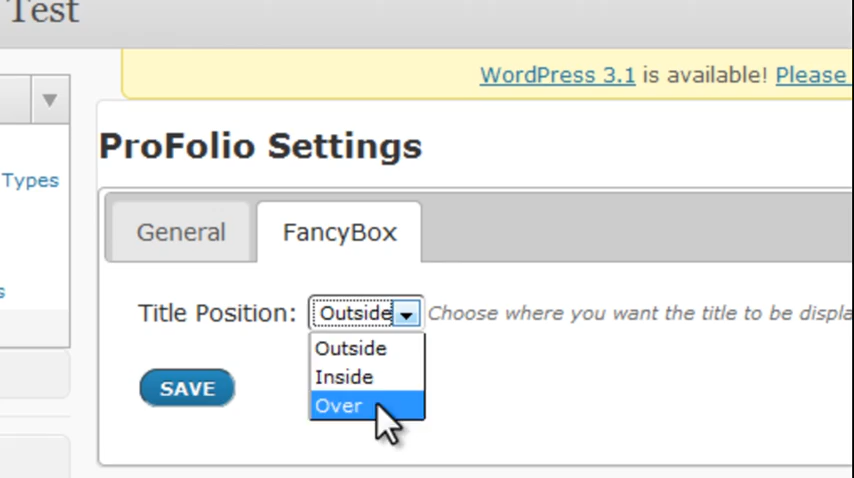 Test
WordPress 3.1 is available! Please
ProFolio Settings
Types
General FancyBox
s
Title Position: Outside Choose where you want the title to be displa
Outside
Inside
SAVE
Over